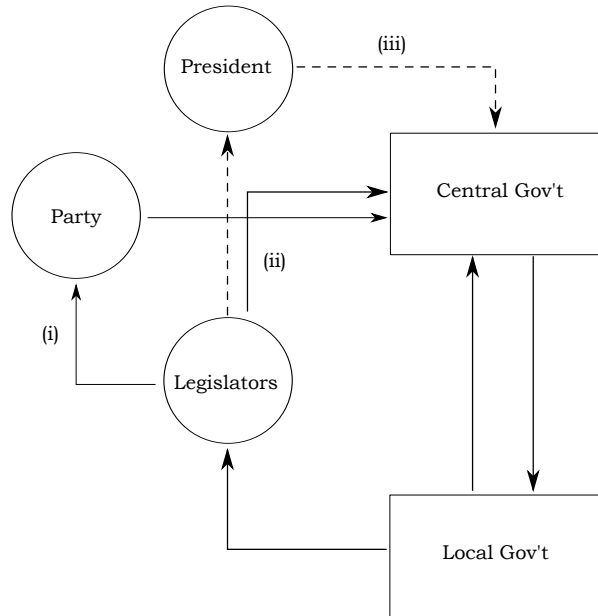 (iii)
President
Central Gov't
Party
(ii)
(i)
Legislators
Local Gov't